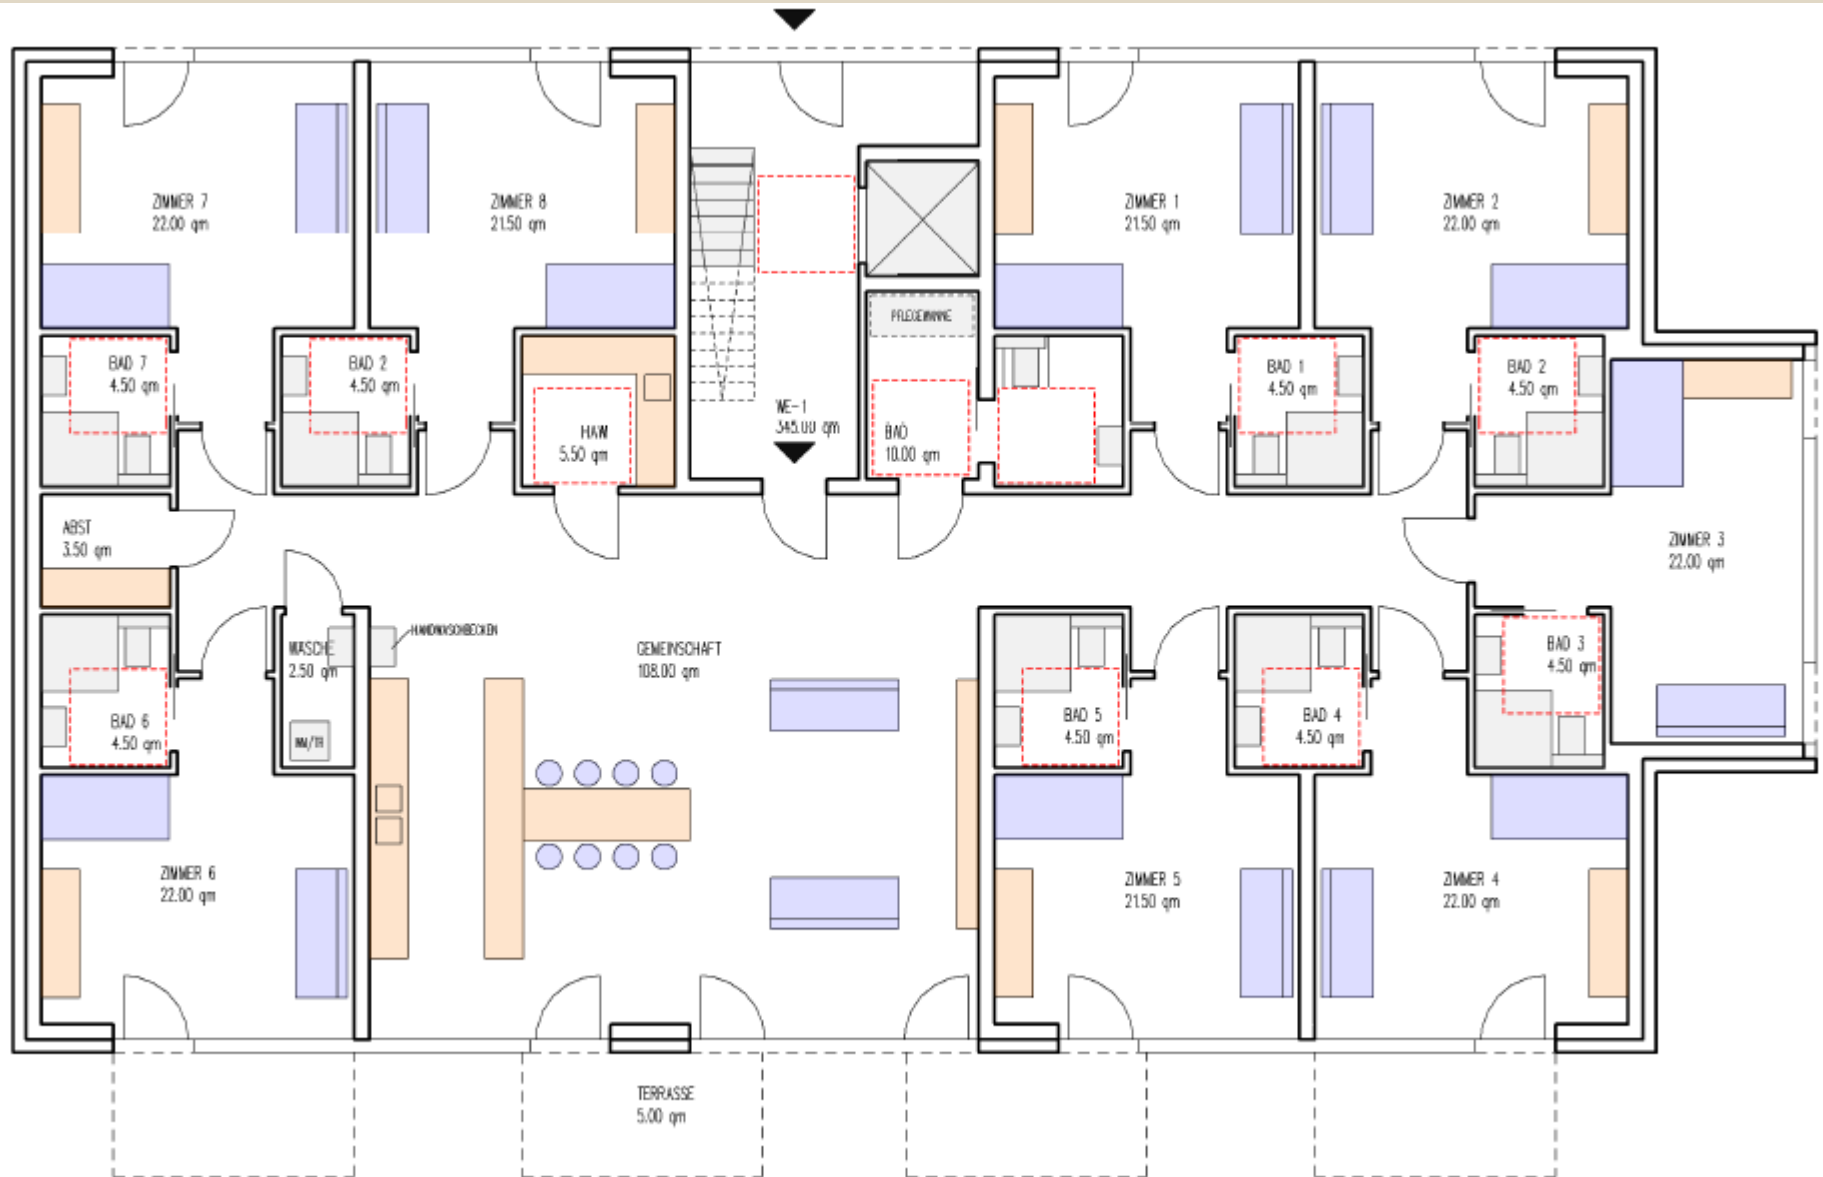 ZIMMER 7
22.00 qm
ZIMMER 8
21.50 qm
ZIMMER 1
21.50 qm
ZIMMER 2
22.00 qm
PFLEGEWANNE
BAD 7
4.50 qm
BAD 2
4.50 qm
BAD 1
4.50 qm
BAD 2
4.50 qm
WE-1
345.00 qm
HAW
5.50 qm
BAD
10.00 qm
ABST
3.50 qm
ZIMMER 3
22.00 qm
HANDWASCHBECKEN
WÄSCHE
2.50 qm
GEMEINSCHAFT
108.00 qm
BAD 3
4.50 qm
BAD 6
4.50 qm
WM/TR
BAD 5
4.50 qm
BAD 4
4.50 qm
ZIMMER 6
22.00 qm
ZIMMER 5
21.50 qm
ZIMMER 4
22.00 qm
TERRASSE
5.00 qm